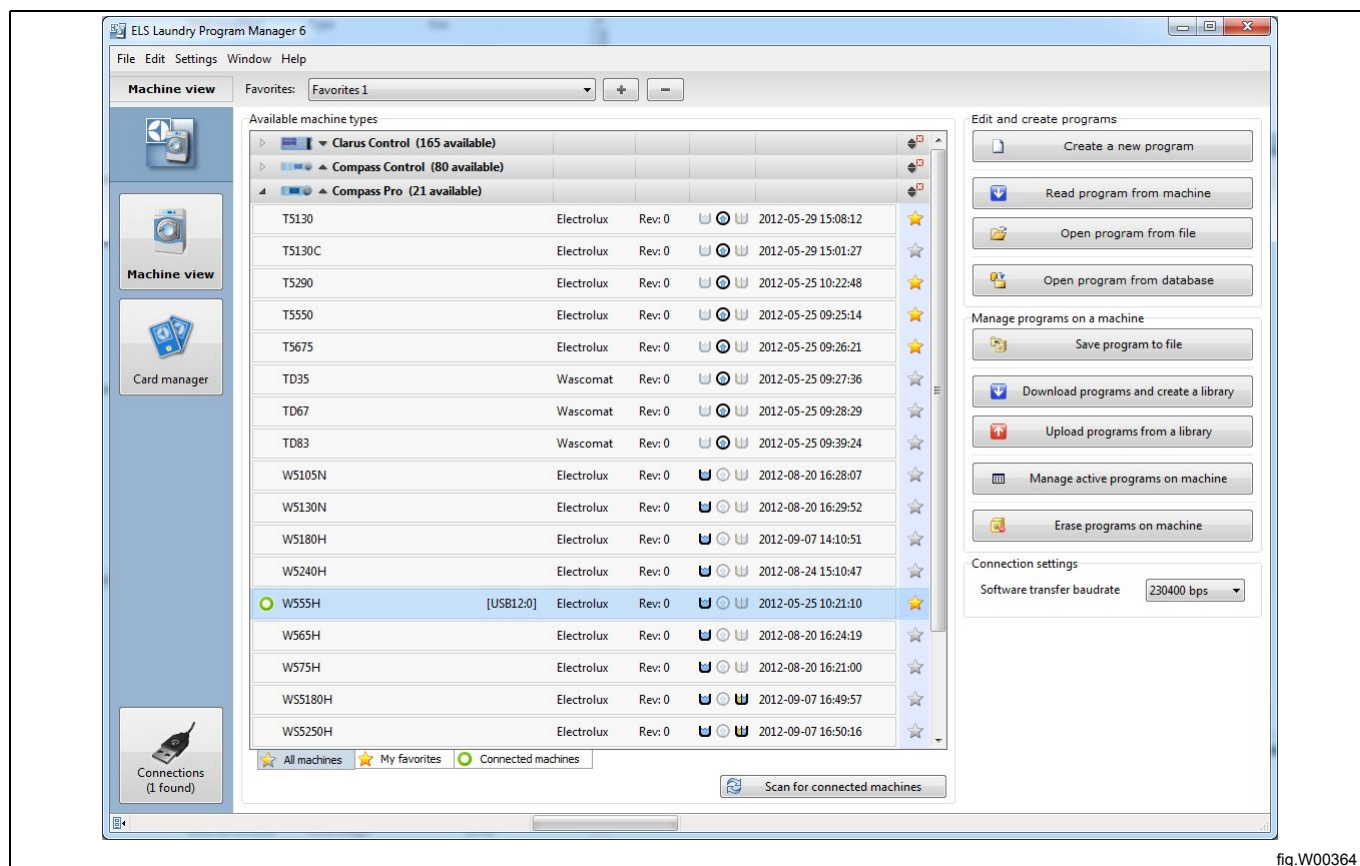 ELS Laundry Program Manager 6
File Edit Settings Window Help
Machine view
Favorites: Favorites 1 + −
Available machine types
Clarus Control (165 available)
Compass Control (80 available)
Compass Pro (21 available)
T5130 Electrolux Rev: 0 2012-05-29 15:08:12
T5130C Electrolux Rev: 0 2012-05-29 15:01:27
T5290 Electrolux Rev: 0 2012-05-25 10:22:48
T5550 Electrolux Rev: 0 2012-05-25 09:25:14
T5675 Electrolux Rev: 0 2012-05-25 09:26:21
TD35 Wascomat Rev: 0 2012-05-25 09:27:36
TD67 Wascomat Rev: 0 2012-05-25 09:28:29
TD83 Wascomat Rev: 0 2012-05-25 09:39:24
W5105N Electrolux Rev: 0 2012-08-20 16:28:07
W5130N Electrolux Rev: 0 2012-08-20 16:29:52
W5180H Electrolux Rev: 0 2012-09-07 14:10:51
W5240H Electrolux Rev: 0 2012-08-24 15:10:47
W555H [USB12:0] Electrolux Rev: 0 2012-05-25 10:21:10
W565H Electrolux Rev: 0 2012-08-20 16:24:19
W575H Electrolux Rev: 0 2012-08-20 16:21:00
WS5180H Electrolux Rev: 0 2012-09-07 16:49:57
WS5250H Electrolux Rev: 0 2012-09-07 16:50:16
All machines My favorites Connected machines
Scan for connected machines
Machine view
Card manager
Connections
(1 found)
Edit and create programs
Create a new program
Read program from machine
Open program from file
Open program from database
Manage programs on a machine
Save program to file
Download programs and create a library
Upload programs from a library
Manage active programs on machine
Erase programs on machine
Connection settings
Software transfer baudrate 230400 bps
fig.W00364